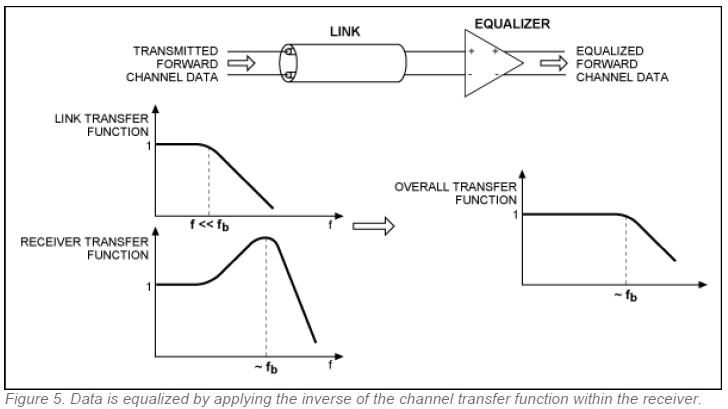 LINK
EQUALIZER
TRANSMITTED
FORWARD
CHANNEL DATA
+ +
- -
EQUALIZED
FORWARD
CHANNEL DATA
LINK TRANSFER
FUNCTION
1
f << fb
f
RECEIVER TRANSFER
FUNCTION
1
~ fb
f
OVERALL TRANSFER
FUNCTION
1
~ fb
Figure 5. Data is equalized by applying the inverse of the channel transfer function within the receiver.